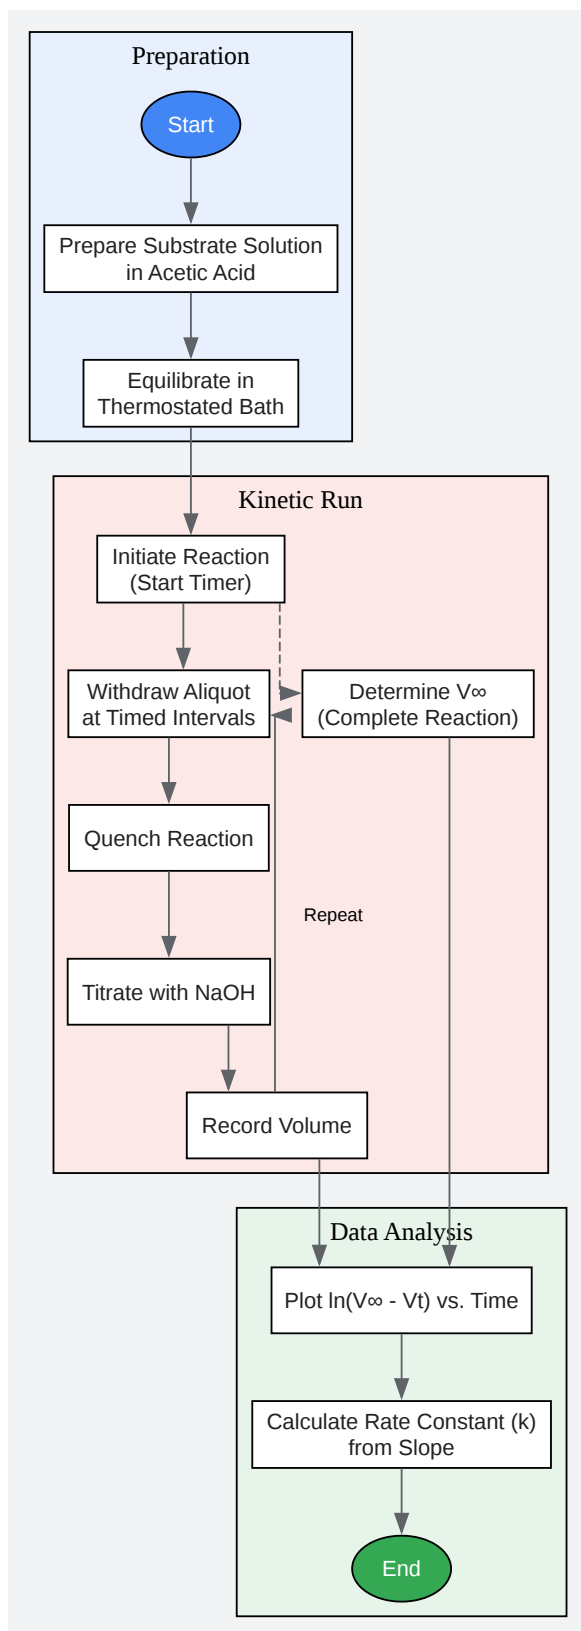 Preparation
Start
Prepare Substrate Solution
in Acetic Acid
Equilibrate in
Thermostated Bath
Kinetic Run
Initiate Reaction
(Start Timer)
Withdraw Aliquot
at Timed Intervals
Determine V∞
(Complete Reaction)
Quench Reaction
Repeat
Titrate with NaOH
Record Volume
Data Analysis
Plot ln(V∞ - Vt) vs. Time
Calculate Rate Constant (k)
from Slope
End